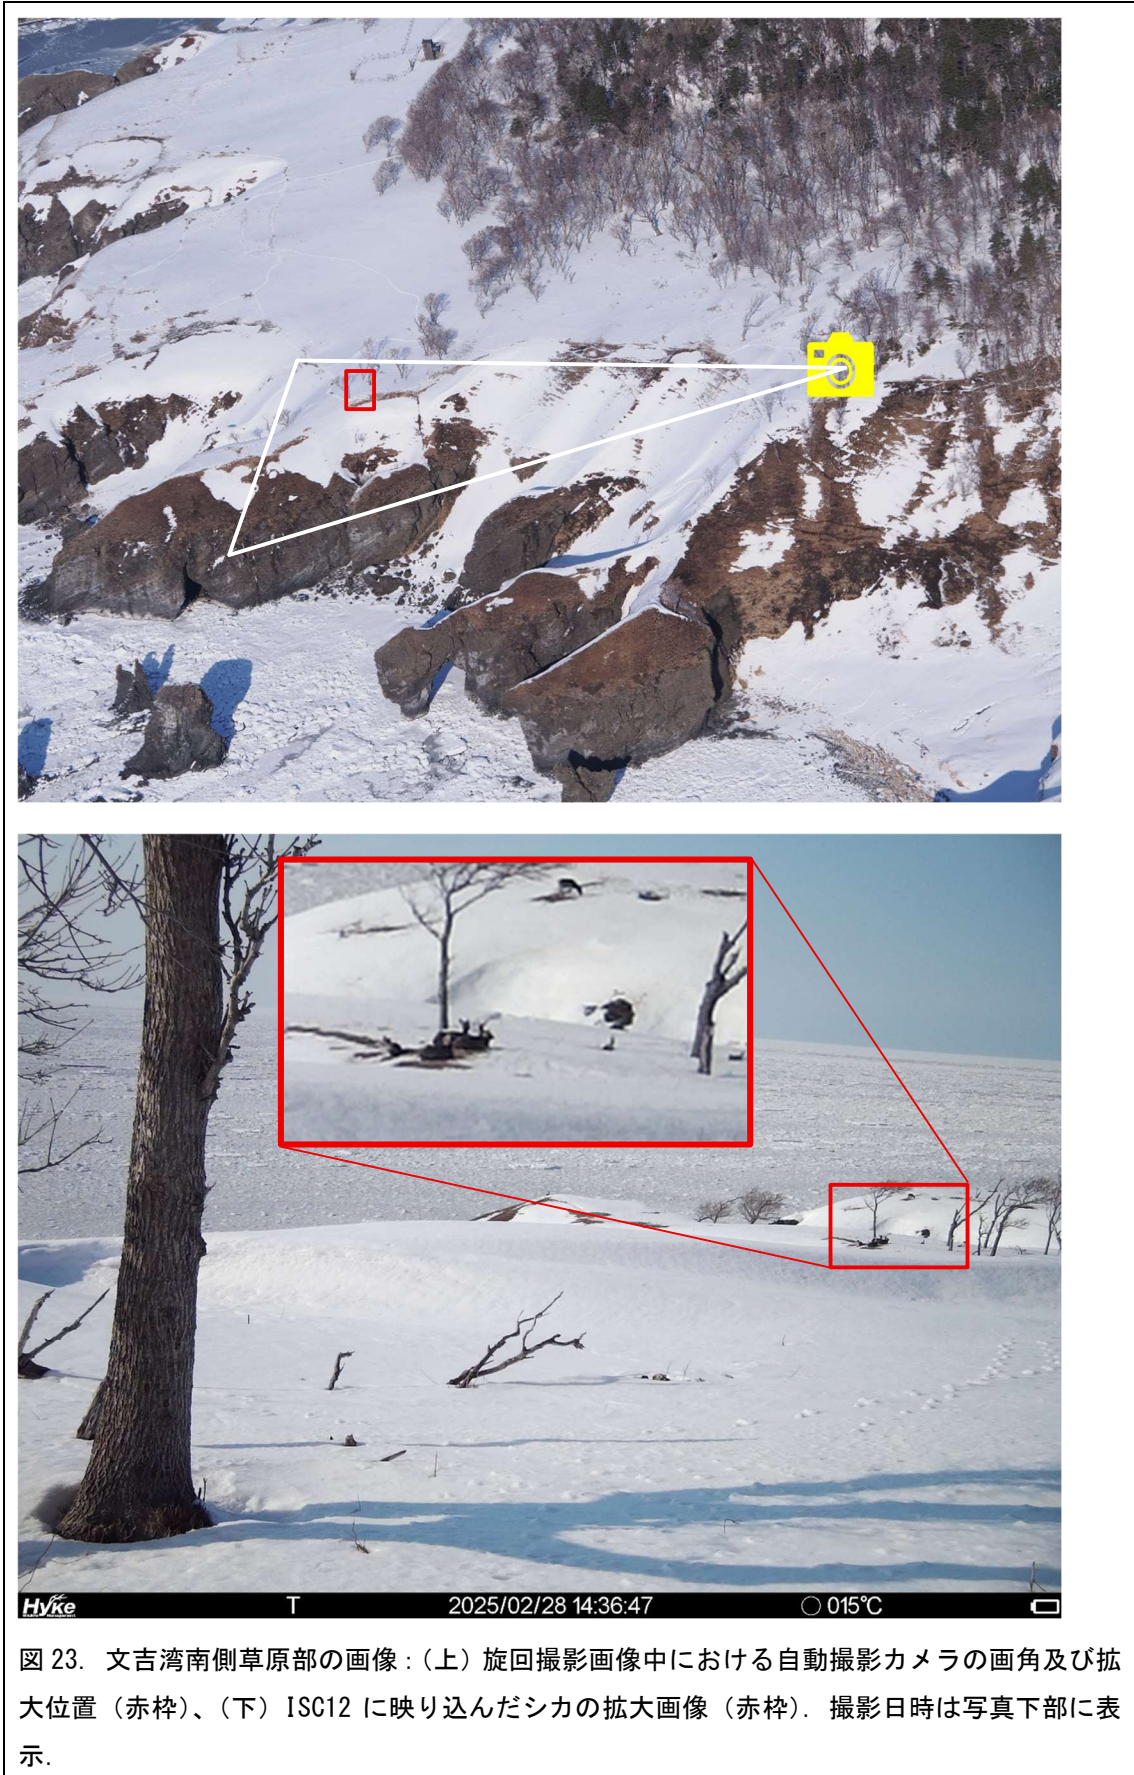 HyKe
T 2025/02/28 14:36:47 ○ 015℃
図 23. 文吉湾南側草原部の画像：（上）旋回撮影画像中における自動撮影カメラの画角及び拡
大位置（赤枠）、（下）ISC12 に映り込んだシカの拡大画像（赤枠）．撮影日時は写真下部に表
示．